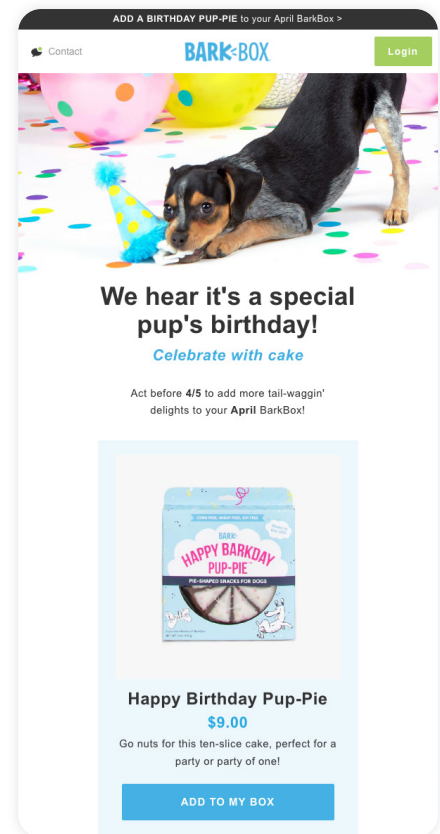 ADD A BIRTHDAY PUP-PIE to your April BarkBox >
Contact
BARK BOX
Login
We hear it's a special
pup's birthday!
Celebrate with cake
Act before 4/5 to add more tail-waggin'
delights to your April BarkBox!
BARK
HAPPY BARKDAY
PUP-PIE
PIE-SHAPED SNACKS FOR DOGS
Happy Birthday Pup-Pie
$9.00
Go nuts for this ten-slice cake, perfect for a
party or party of one!
ADD TO MY BOX